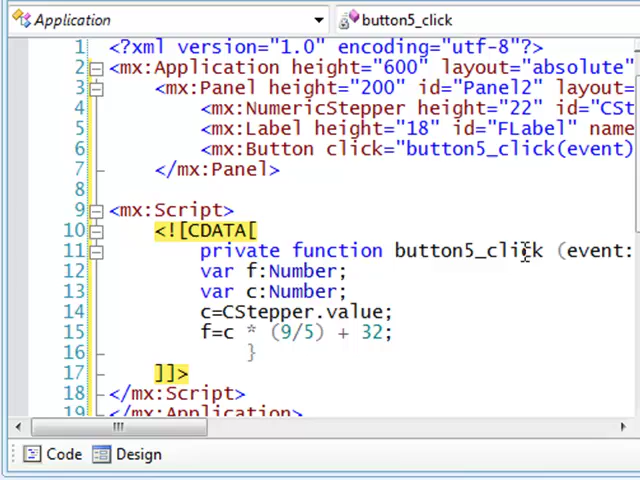 Application button5_click
1 <?xml version="1.0" encoding="utf-8"?>
2 <mx:Application height="600" layout="absolute"
3 <mx:Panel height="200" id="Panel2" layout=
4 <mx:NumericStepper height="22" id="CSt
5 <mx:Label height="18" id="FLabel" name
6 <mx:Button click="button5_click(event)
7 </mx:Panel>
8
9 <mx:Script>
10 <![CDATA[
11 private function button5_click (event:
12 var f:Number;
13 var c:Number;
14 c=CStepper.value;
15 f=c * (9/5) + 32;
16 }
17 ]]>
18 </mx:Script>
19 </mx:Application>
Code Design